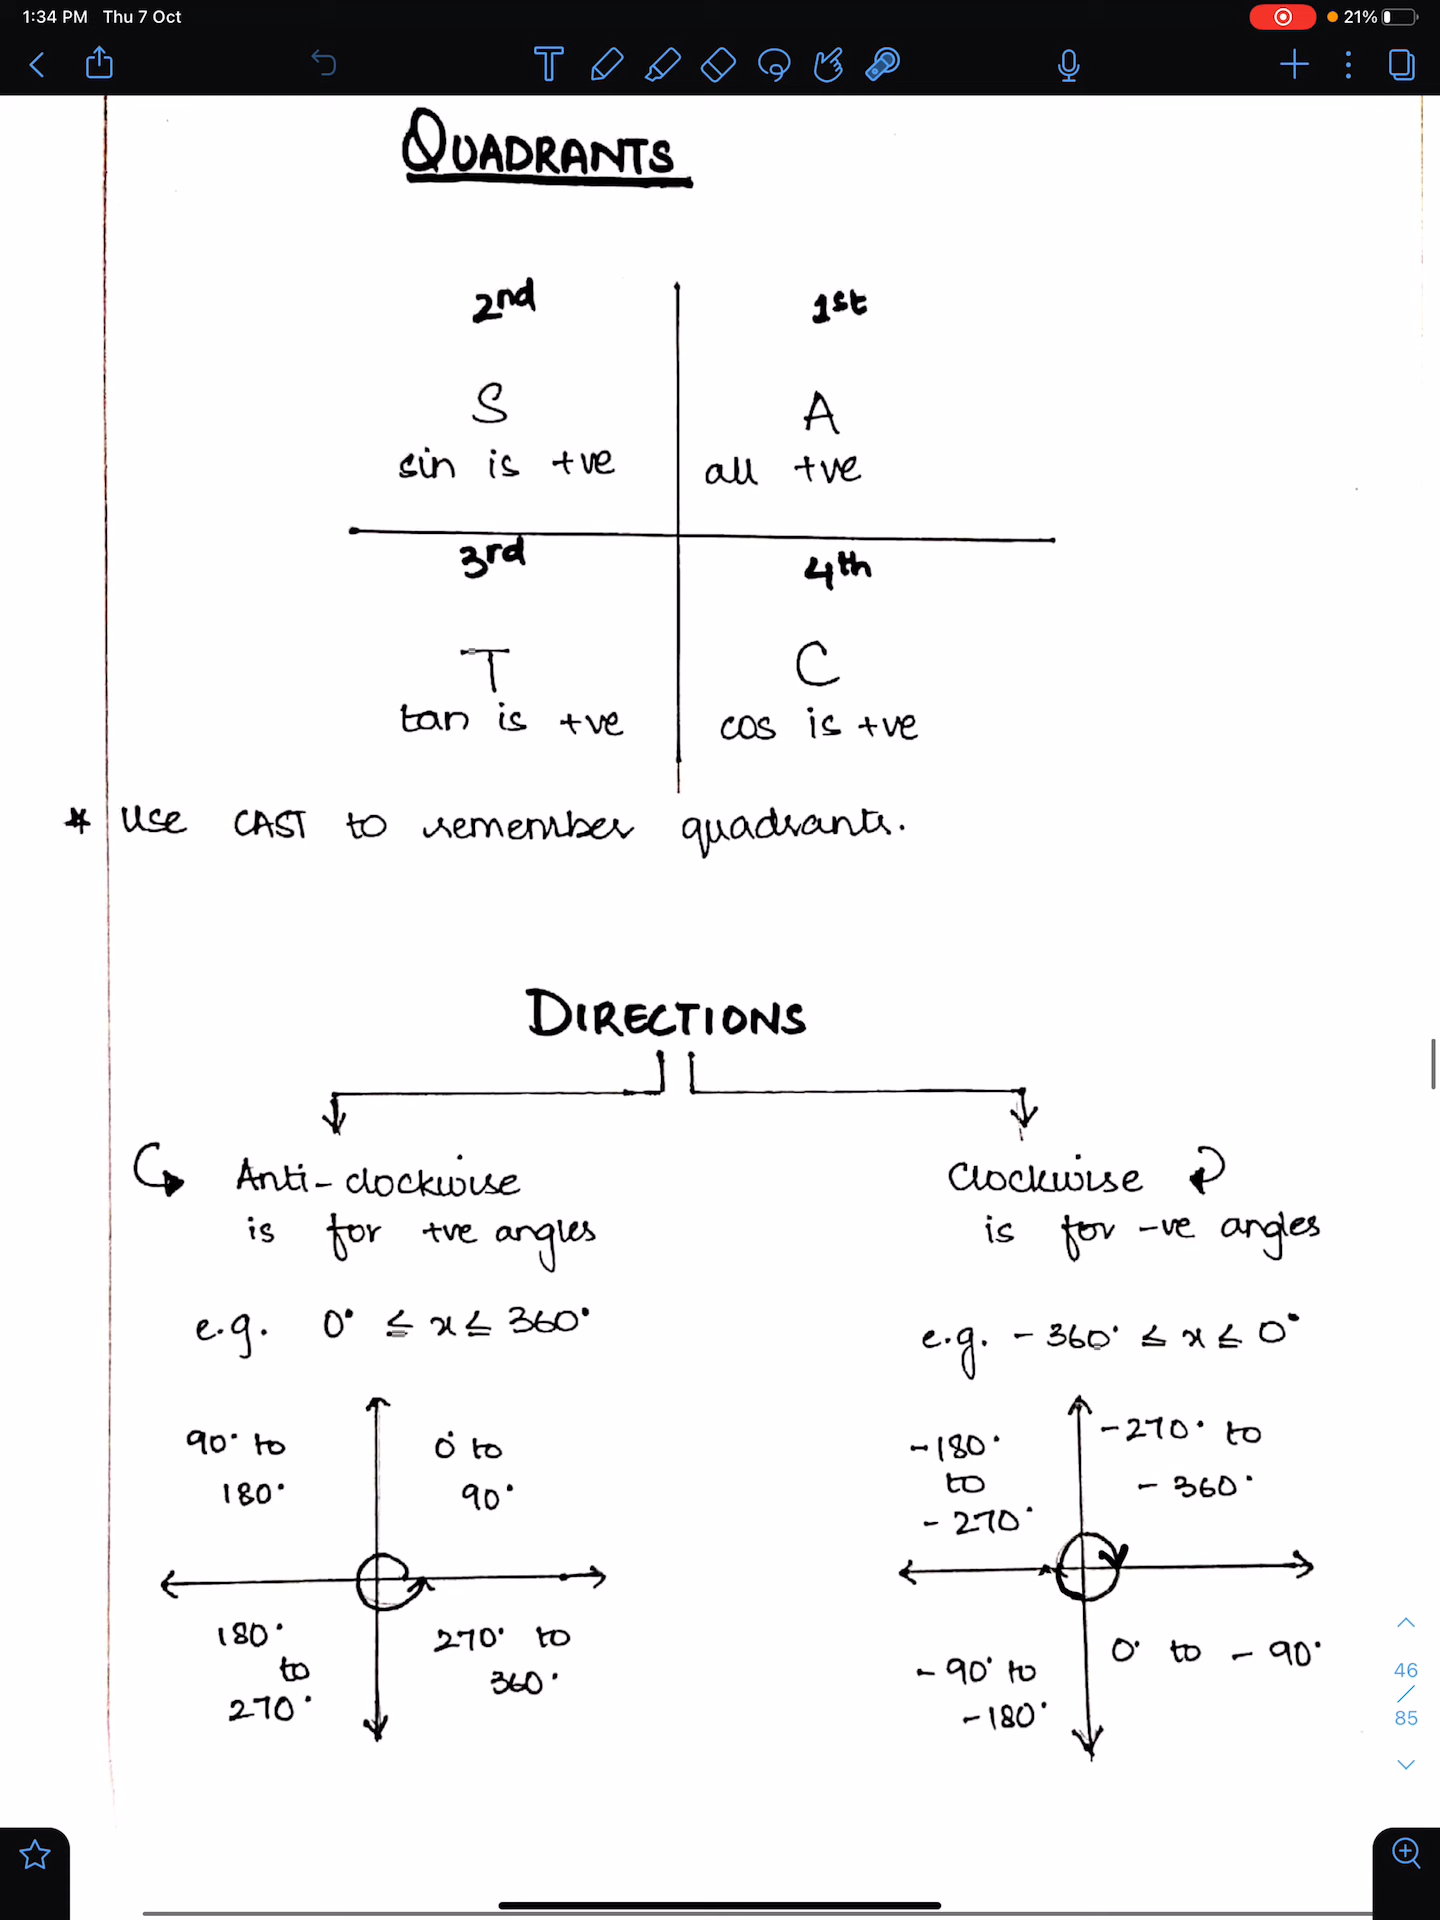 1:34 PM Thu 7 Oct
21%
QUADRANTS
2nd
1st
S
A
sin is +ve
all +ve
3rd
4th
T
C
tan is +ve
cos is +ve
* Use CAST to remember quadrants.
DIRECTIONS
Anti-clockwise
is for +ve angles
e.g. 0° ≤ x ≤ 360°
Clockwise
is for -ve angles
e.g. -360° ≤ x ≤ 0°
90° to
180°
0° to
90°
180°
to
270°
270° to
360°
-180°
to
-270°
-270° to
-360°
-90° to
-180°
0° to -90°
46
/
85